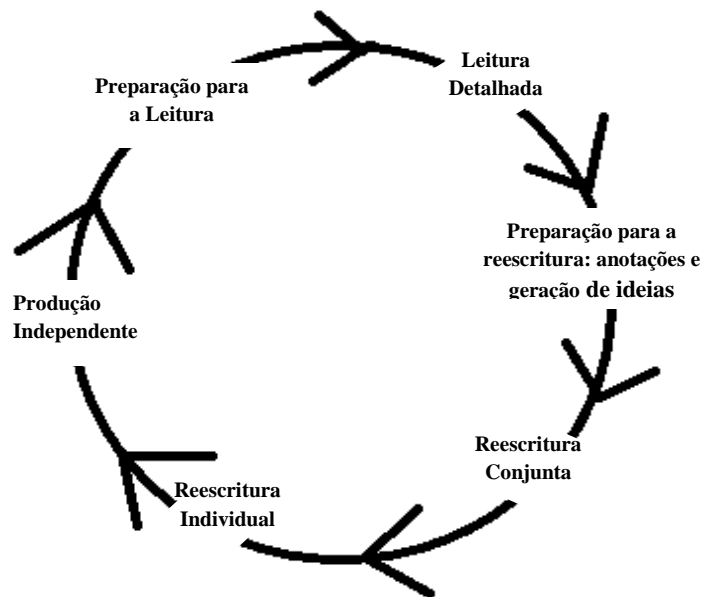 Preparação para
a Leitura
Leitura
Detalhada
Preparação para a
reescritura: anotações e
geração de ideias
Reescritura
Conjunta
Reescritura
Individual
Produção
Independente